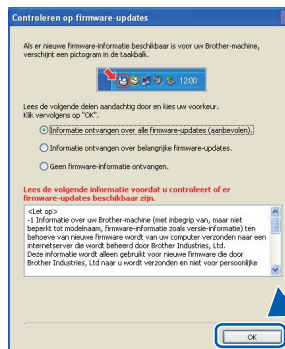 Controleren op firmware-updates
Als er nieuwe firmware-informatie beschikbaar is voor uw Brother-machine,
verschijnt een pictogram in de taakbalk.
12:00
Lees de volgende delen aandachtig door en kies uw voorkeur.
Klik vervolgens op "OK".
Informatie ontvangen over alle firmware-updates (aanbevolen).
Informatie ontvangen over belangrijke firmware-updates.
Geen firmware-informatie ontvangen.
Lees de volgende informatie voordat u controleert of er
firmware-updates beschikbaar zijn.
<Let op>
-1 Informatie over uw Brother-machine (met inbegrip van, maar niet
beperkt tot modelnaam, firmware-informatie zoals versie-informatie) ten
behoeve van nieuwe firmware wordt van uw computer verzonden naar een
internetserver die wordt beheerd door Brother Industries, Ltd.
Deze informatie wordt alleen gebruikt voor nieuwe firmware die door
Brother Industries, Ltd naar u wordt verzonden en niet voor persoonlijke
OK